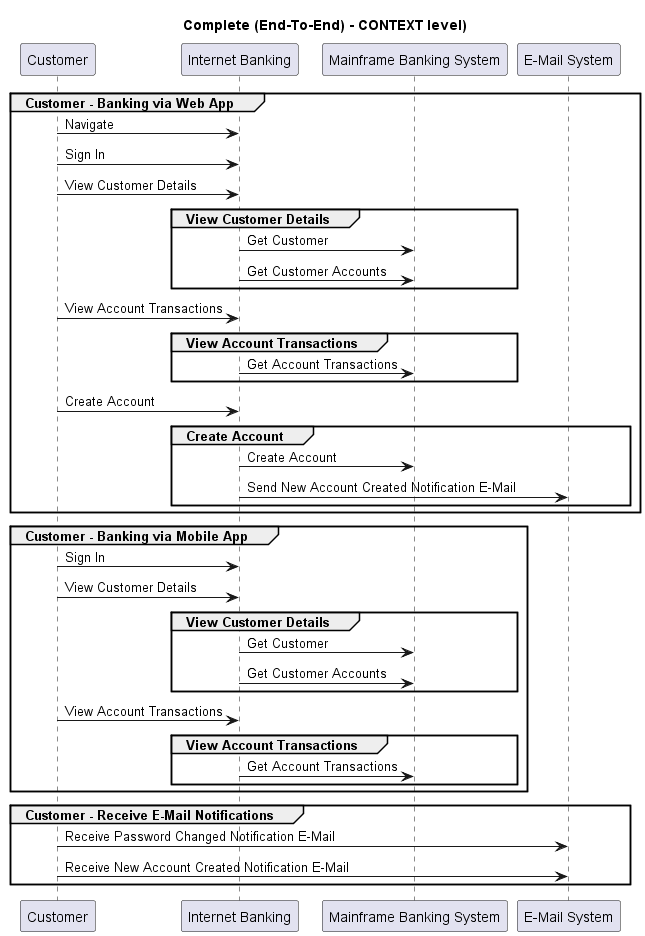 Complete (End-To-End) - CONTEXT level)
Customer Internet Banking Mainframe Banking System E-Mail System
Customer - Banking via Web App
Navigate
Sign In
View Customer Details
View Customer Details
Get Customer
Get Customer Accounts
View Account Transactions
View Account Transactions
Get Account Transactions
Create Account
Create Account
Create Account
Send New Account Created Notification E-Mail
Customer - Banking via Mobile App
Sign In
View Customer Details
View Customer Details
Get Customer
Get Customer Accounts
View Account Transactions
View Account Transactions
Get Account Transactions
Customer - Receive E-Mail Notifications
Receive Password Changed Notification E-Mail
Receive New Account Created Notification E-Mail
Customer Internet Banking Mainframe Banking System E-Mail System